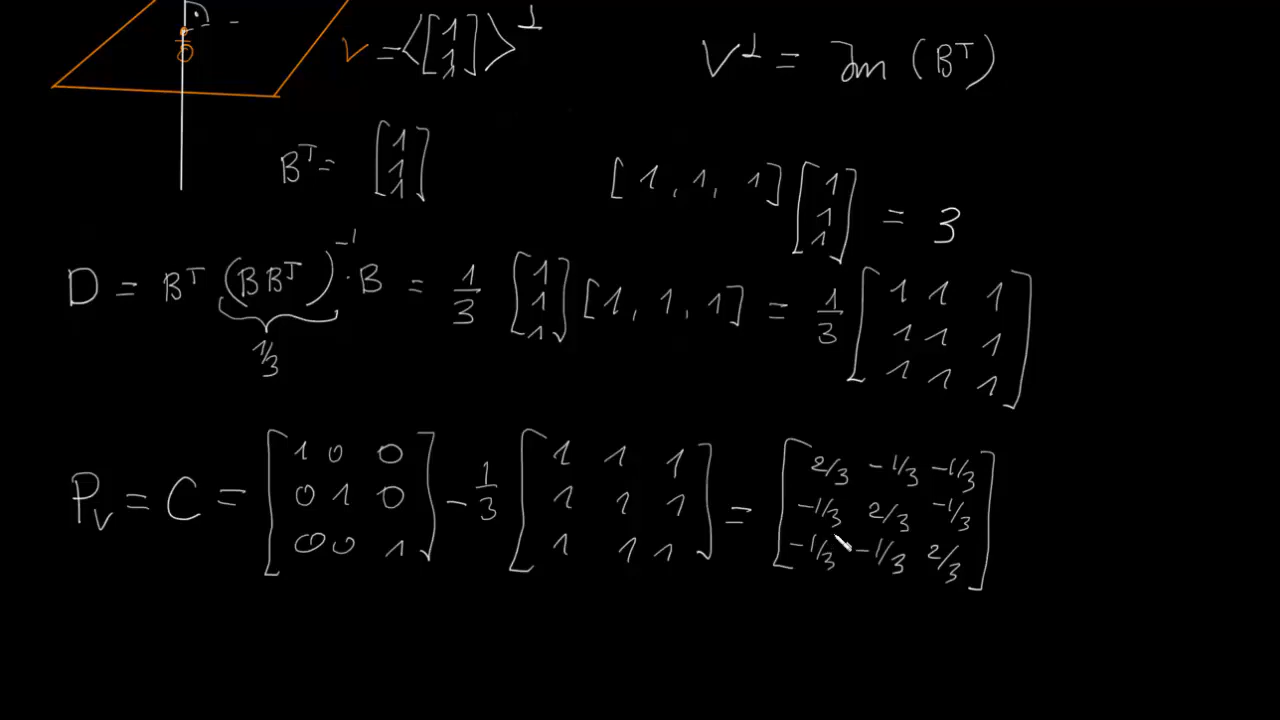 0 V = ⟨[1 1 1]⟩^⊥ V^⊥ = Im (B^T)
B^T = [1 1 1] [1, 1, 1] [1 1 1] = 3
D = B^T (BB^T)^{-1} · B = 1/3 [1 1 1] [1, 1, 1] = 1/3 [1 1 1
1 1 1
1 1 1]
1/3
P_V = C = [1 0 0 - 1/3 [1 1 1 = [2/3 -1/3 -1/3
0 1 0 1 1 1 -1/3 2/3 -1/3
0 0 1] 1 1 1] -1/3 -1/3 2/3]